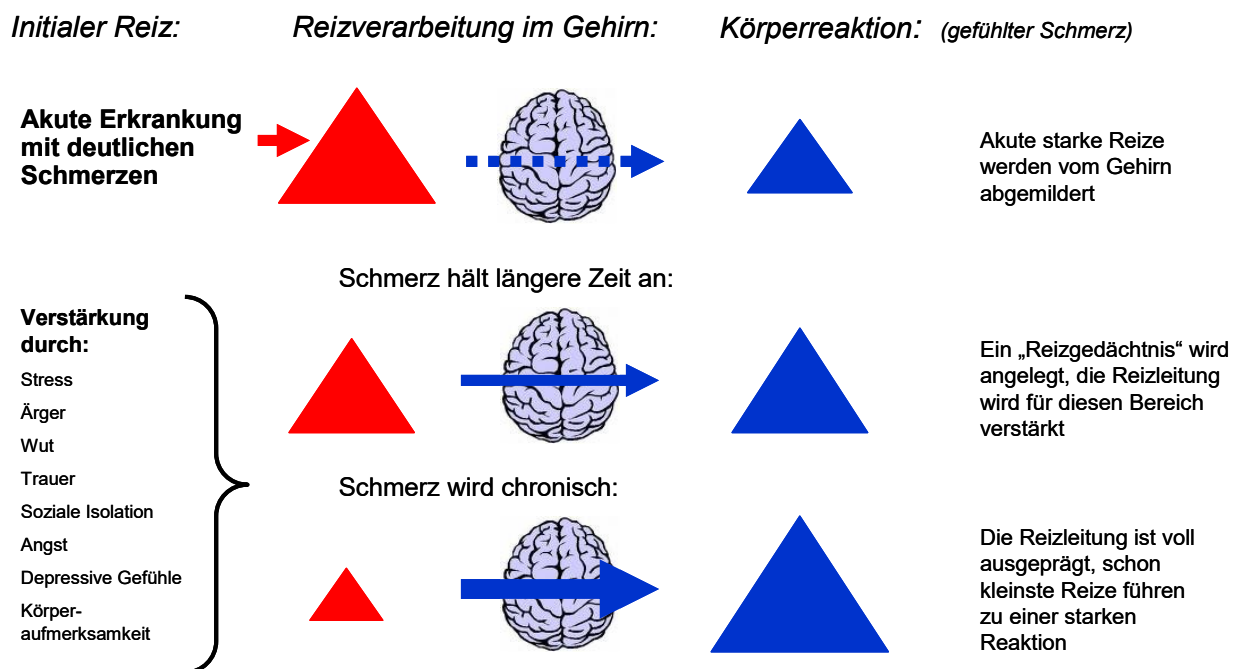 Initialer Reiz:
Reizverarbeitung im Gehirn:
Körperreaktion: (gefühlter Schmerz)
Akute Erkrankung
mit deutlichen
Schmerzen
Akute starke Reize
werden vom Gehirn
abgemildert
Schmerz hält längere Zeit an:
Verstärkung
durch:
Stress
Ärger
Wut
Trauer
Soziale Isolation
Angst
Depressive Gefühle
Körper-
aufmerksamkeit
Ein „Reizgedächtnis“ wird
angelegt, die Reizleitung
wird für diesen Bereich
verstärkt
Schmerz wird chronisch:
Die Reizleitung ist voll
ausgeprägt, schon
kleinste Reize führen
zu einer starken
Reaktion